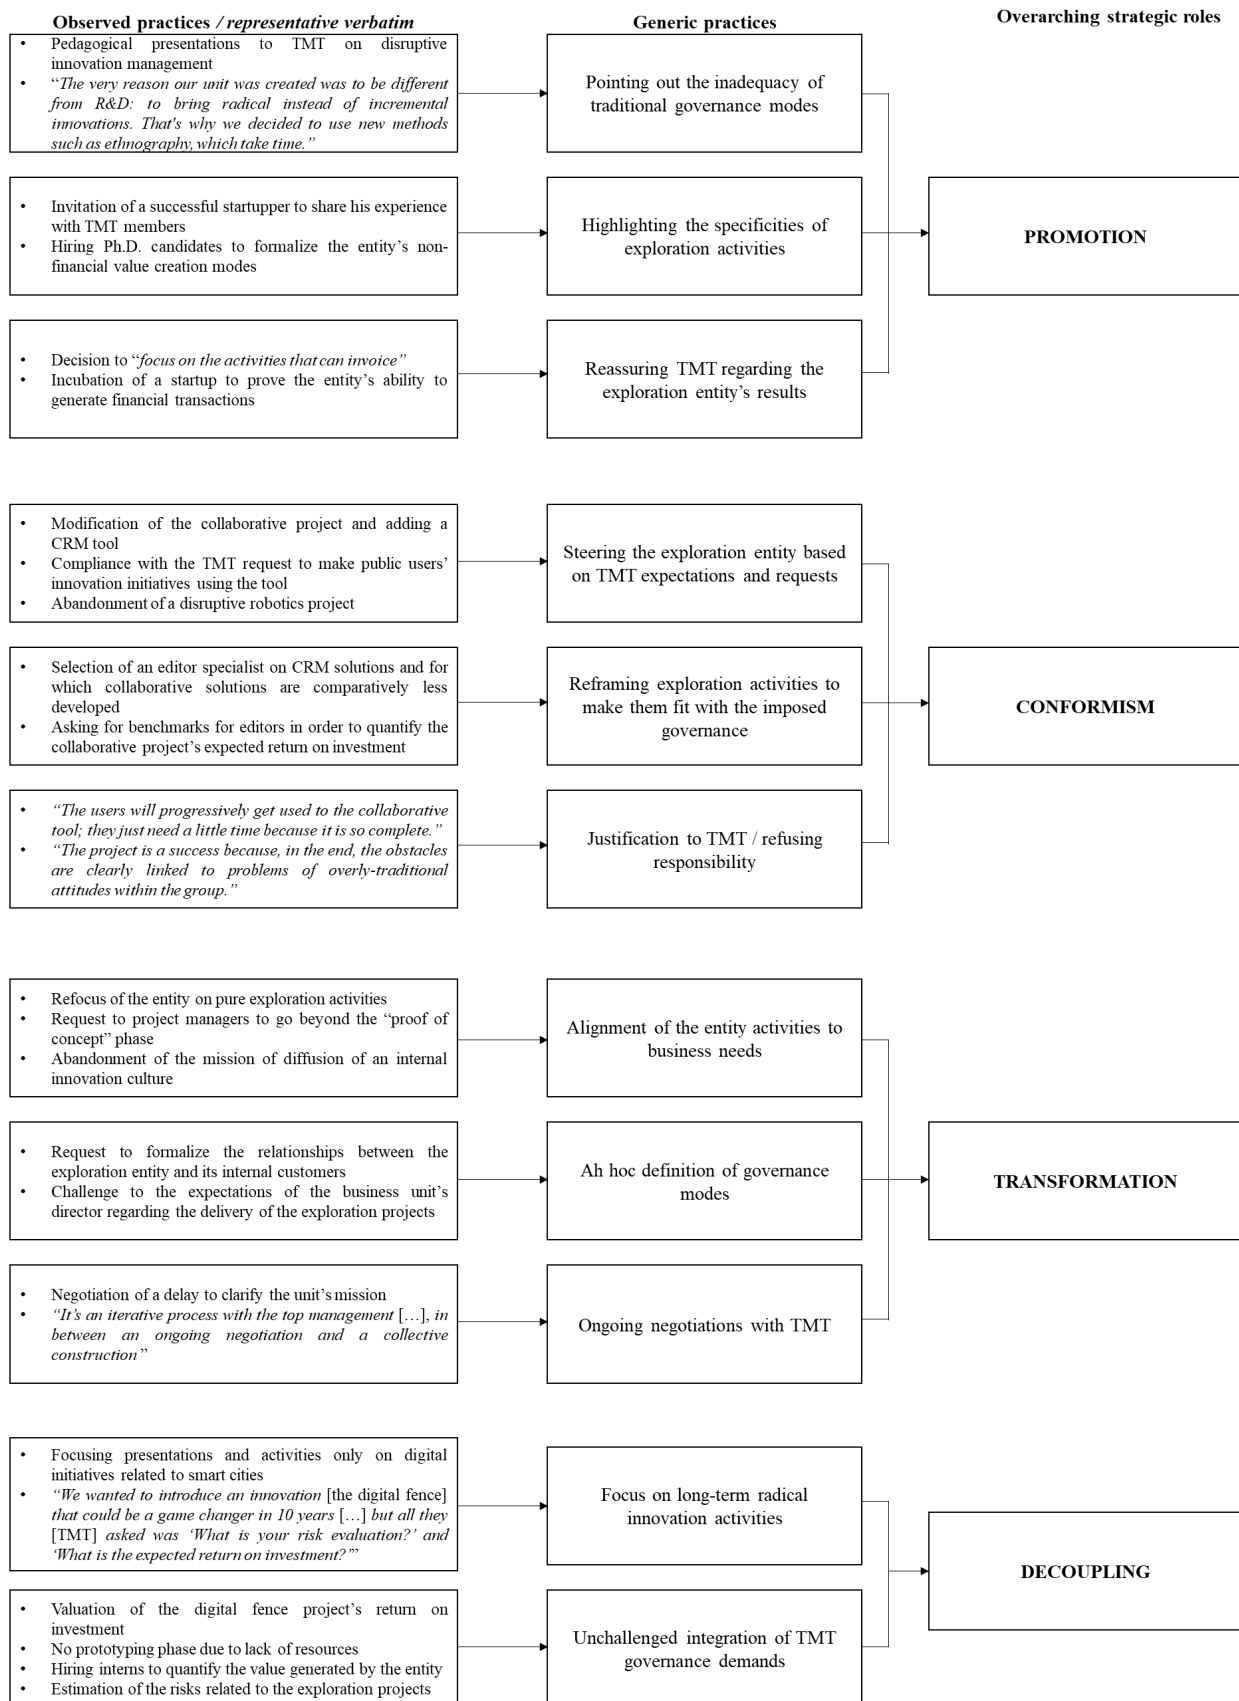 Observed practices / representative verbatim
Generic practices
Overarching strategic roles
• Pedagogical presentations to TMT on disruptive
innovation management
• “The very reason our unit was created was to be different
from R&D: to bring radical instead of incremental
innovations. That's why we decided to use new methods
such as ethnography, which take time.”
Pointing out the inadequacy of
traditional governance modes
• Invitation of a successful startupper to share his experience
with TMT members
• Hiring Ph.D. candidates to formalize the entity’s non-
financial value creation modes
Highlighting the specificities of
exploration activities
PROMOTION
• Decision to “focus on the activities that can invoice”
• Incubation of a startup to prove the entity’s ability to
generate financial transactions
Reassuring TMT regarding the
exploration entity’s results
• Modification of the collaborative project and adding a
CRM tool
• Compliance with the TMT request to make public users’
innovation initiatives using the tool
• Abandonment of a disruptive robotics project
Steering the exploration entity based
on TMT expectations and requests
• Selection of an editor specialist on CRM solutions and for
which collaborative solutions are comparatively less
developed
• Asking for benchmarks for editors in order to quantify the
collaborative project’s expected return on investment
Reframing exploration activities to
make them fit with the imposed
governance
CONFORMISM
• “The users will progressively get used to the collaborative
tool; they just need a little time because it is so complete.”
• “The project is a success because, in the end, the obstacles
are clearly linked to problems of overly-traditional
attitudes within the group.”
Justification to TMT / refusing
responsibility
• Refocus of the entity on pure exploration activities
• Request to project managers to go beyond the “proof of
concept” phase
• Abandonment of the mission of diffusion of an internal
innovation culture
Alignment of the entity activities to
business needs
• Request to formalize the relationships between the
exploration entity and its internal customers
• Challenge to the expectations of the business unit’s
director regarding the delivery of the exploration projects
Ah hoc definition of governance
modes
TRANSFORMATION
• Negotiation of a delay to clarify the unit’s mission
• “It’s an iterative process with the top management […], in
between an ongoing negotiation and a collective
construction”
Ongoing negotiations with TMT
• Focusing presentations and activities only on digital
initiatives related to smart cities
• “We wanted to introduce an innovation [the digital fence]
that could be a game changer in 10 years […] but all they
[TMT] asked was ‘What is your risk evaluation?’ and
‘What is the expected return on investment?’”
Focus on long-term radical
innovation activities
DECOUPLING
• Valuation of the digital fence project’s return on
investment
• No prototyping phase due to lack of resources
• Hiring interns to quantify the value generated by the entity
• Estimation of the risks related to the exploration projects
Unchallenged integration of TMT
governance demands